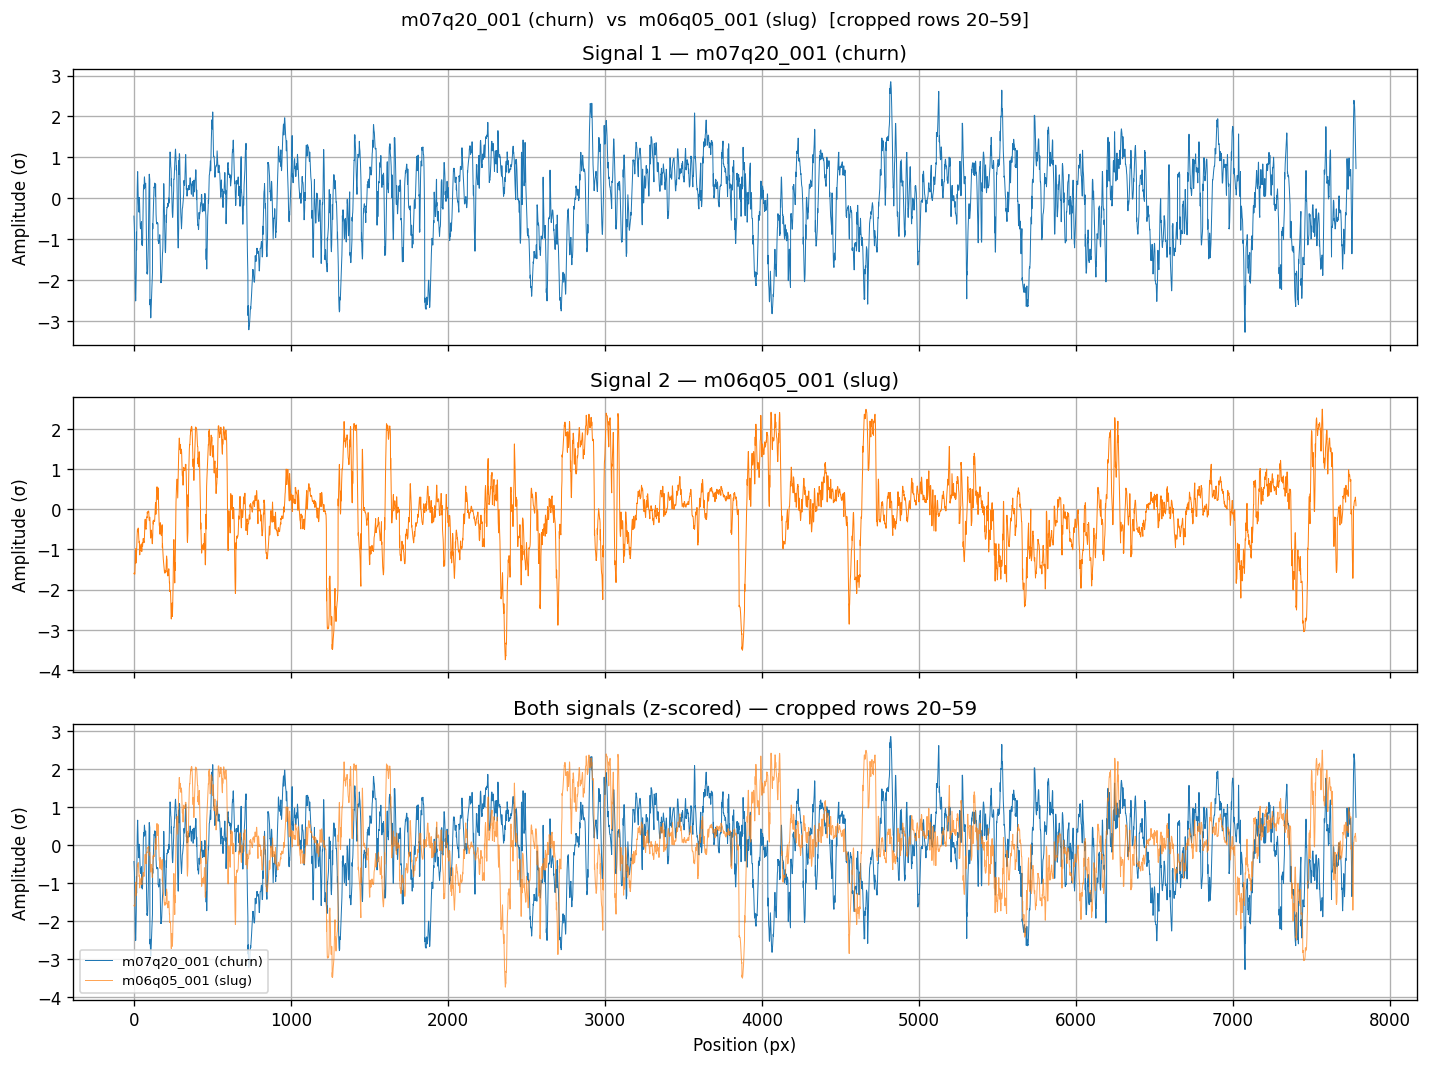 m07q20_001 (churn)  vs  m06q05_001 (slug)  [cropped rows 20–59]
Signal 1 — m07q20_001 (churn)
3
2
1
0
−1
−2
−3
Amplitude (σ)
Signal 2 — m06q05_001 (slug)
2
1
0
−1
−2
−3
−4
Amplitude (σ)
Both signals (z-scored) — cropped rows 20–59
3
2
1
0
−1
−2
−3
−4
Amplitude (σ)
m07q20_001 (churn)
m06q05_001 (slug)
0 1000 2000 3000 4000 5000 6000 7000 8000
Position (px)